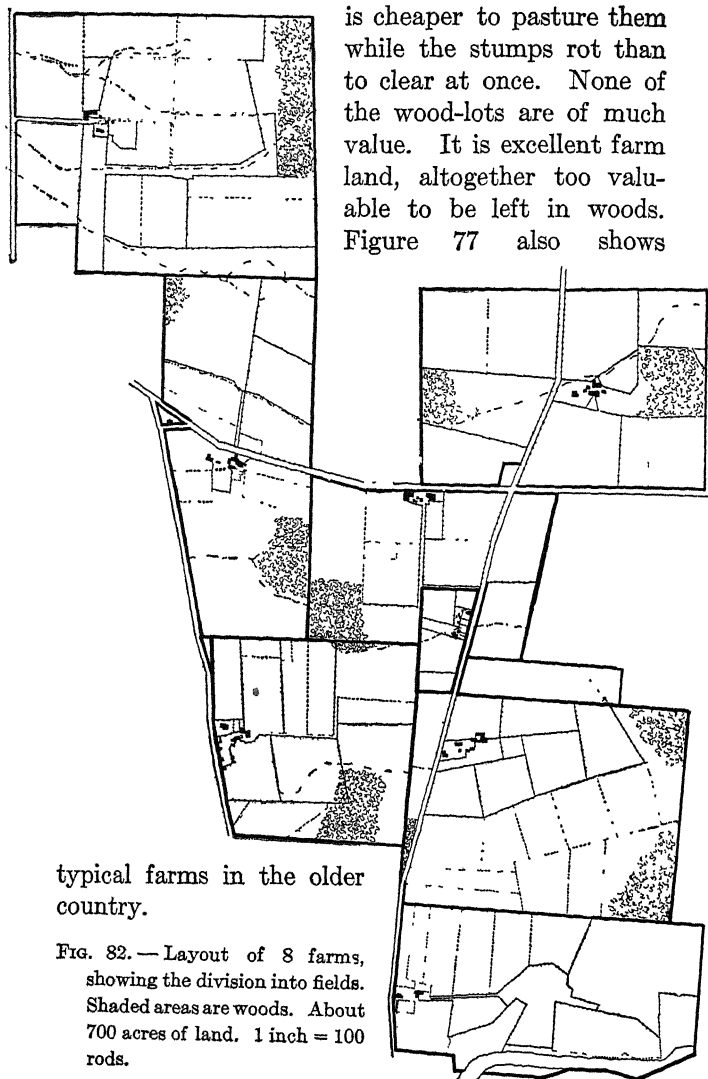 is cheaper to pasture them
while the stumps rot than
to clear at once. None of
the wood-lots are of much
value. It is excellent farm
land, altogether too valu-
able to be left in woods.
Figure 77 also shows
typical farms in the older
country.
FIG. 82. — Layout of 8 farms,
showing the division into fields.
Shaded areas are woods. About
700 acres of land. 1 inch = 100
rods.